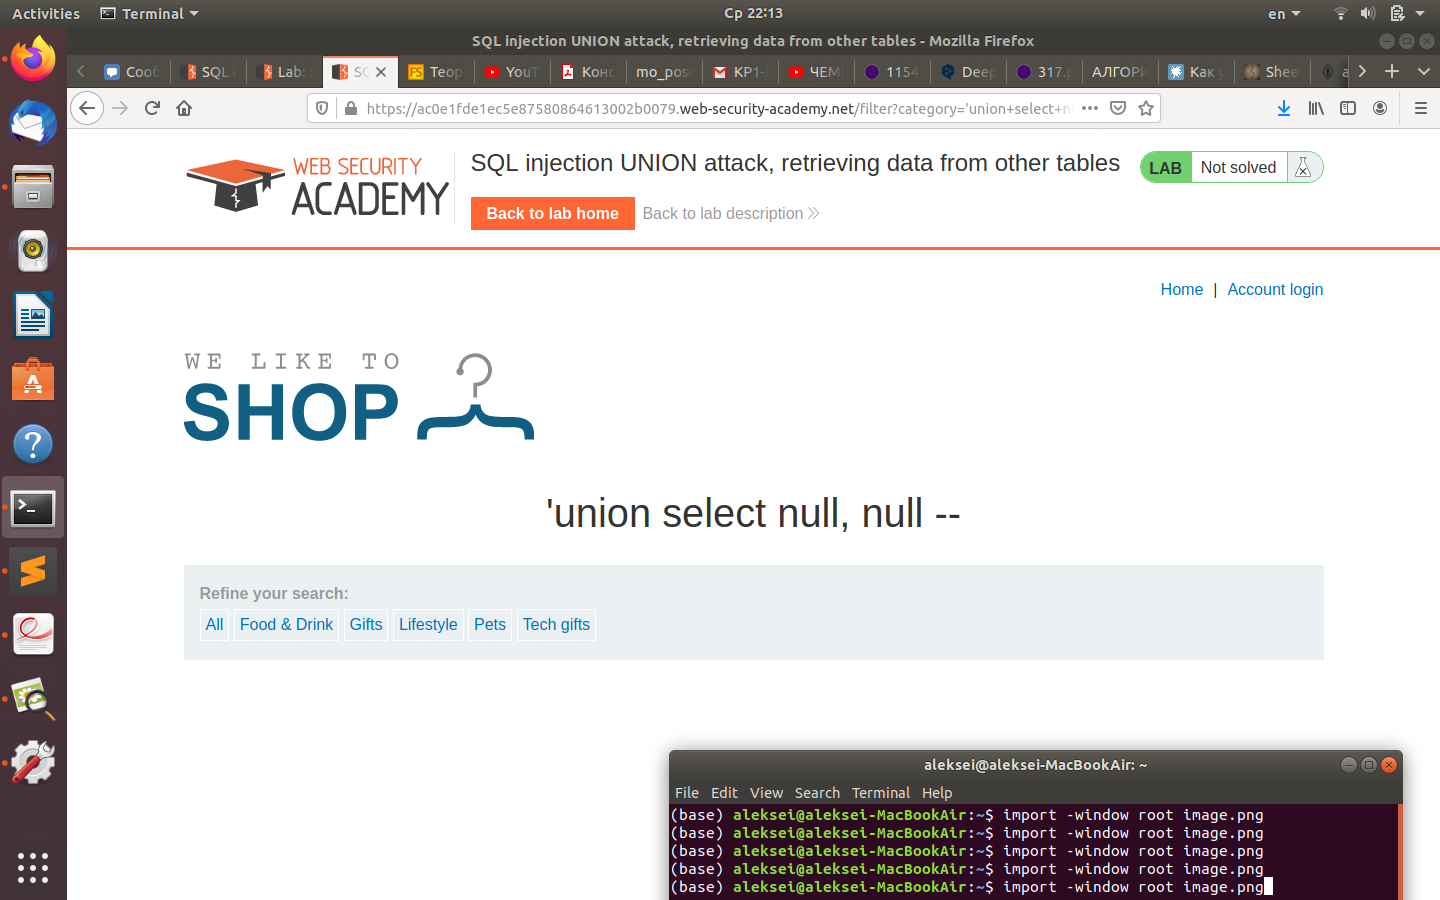 Activities Terminal Ср 22:13 en
SQL injection UNION attack, retrieving data from other tables - Mozilla Firefox
Сооб SQL Lab: SQ Теор YouT Конс mo_pos КР1- ЧЕМ 1154 Deep 317. АЛГОРИ Как у Shee a
https://ac0e1fde1ec5e87580864613002b0079.web-security-academy.net/filter?category='union+select+n
WEB SECURITY
ACADEMY
SQL injection UNION attack, retrieving data from other tables
LAB Not solved
Back to lab home Back to lab description
Home | Account login
WE LIKE TO
SHOP
'union select null, null --
Refine your search:
All Food & Drink Gifts Lifestyle Pets Tech gifts
aleksei@aleksei-MacBookAir: ~
File Edit View Search Terminal Help
(base) aleksei@aleksei-MacBookAir:~$ import -window root image.png
(base) aleksei@aleksei-MacBookAir:~$ import -window root image.png
(base) aleksei@aleksei-MacBookAir:~$ import -window root image.png
(base) aleksei@aleksei-MacBookAir:~$ import -window root image.png
(base) aleksei@aleksei-MacBookAir:~$ import -window root image.png